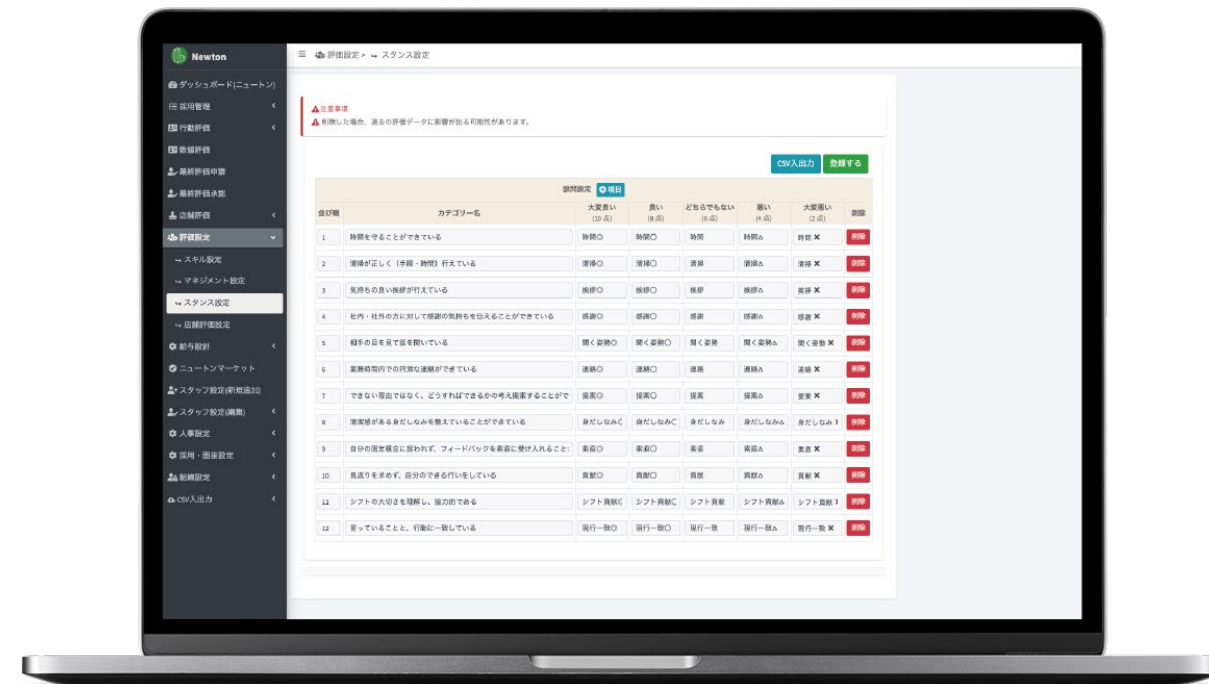 Newton
評価設定 > ↪ スタンス設定
ダッシュボード(ニュートン)
採用管理
行動評価
数値評価
最終評価申請
最終評価承認
店舗評価
評価設定
↪ スキル設定
↪ マネジメント設定
↪ スタンス設定
↪ 店舗評価設定
給与設計
ニュートンマーケット
スタッフ設定(新規追加)
スタッフ設定(編集)
人事設定
採用・面接設定
組織設定
CSV入出力
注意事項
削除した場合、過去の評価データに影響が出る可能性があります。
CSV入出力 登録する
設問設定 項目
並び順 カテゴリー名 大変良い (10 点) 良い (8 点) どちらでもない (6 点) 悪い (4 点) 大変悪い (2 点) 削除
1 時間を守ることができている 時間◎ 時間〇 時間 時間△ 時間 ✖ 削除
2 清掃が正しく(手順・時間)行えている 清掃◎ 清掃〇 清掃 清掃△ 清掃 ✖ 削除
3 気持ちの良い挨拶が行えている 挨拶◎ 挨拶〇 挨拶 挨拶△ 挨拶 ✖ 削除
4 社内・社外の方に対して感謝の気持ちを伝えることができている 感謝◎ 感謝〇 感謝 感謝△ 感謝 ✖ 削除
5 相手の目を見て話を聞いている 聞く姿勢◎ 聞く姿勢〇 聞く姿勢 聞く姿勢△ 聞く姿勢 ✖ 削除
6 業務時間内での円滑な連絡ができている 連絡◎ 連絡〇 連絡 連絡△ 連絡 ✖ 削除
7 できない理由ではなく、どうすればできるかの考え提案することがで 提案◎ 提案〇 提案 提案△ 提案 ✖ 削除
8 清潔感がある身だしなみを整えていることができている 身だしなみ 身だしなみ 身だしなみ 身だしなみ△ 身だしなみ 削除
9 自分の固定概念に囚われず、フィードバックを素直に受け入れること 素直◎ 素直〇 素直 素直△ 素直 ✖ 削除
10 見返りを求めず、自分のできる行いをしている 貢献◎ 貢献〇 貢献 貢献△ 貢献 ✖ 削除
11 シフトの大切さを理解し、協力的である シフト貢献 シフト貢献 シフト貢献 シフト貢献△ シフト貢献 削除
12 言っていることと、行動に一致している 現行一致◎ 現行一致〇 現行一致 現行一致△ 現行一致 ✖ 削除